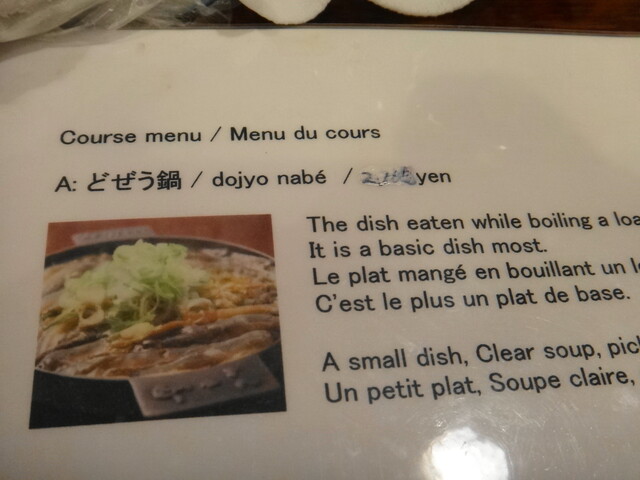 Course menu / Menu du cours
A: どぜう鍋 / dojyo nabé / yen
The dish eaten while boiling a loa
It is a basic dish most.
Le plat mangé en bouillant un
C'est le plus un plat de base.
A small dish, Clear soup, pick
Un petit plat, Soupe claire,